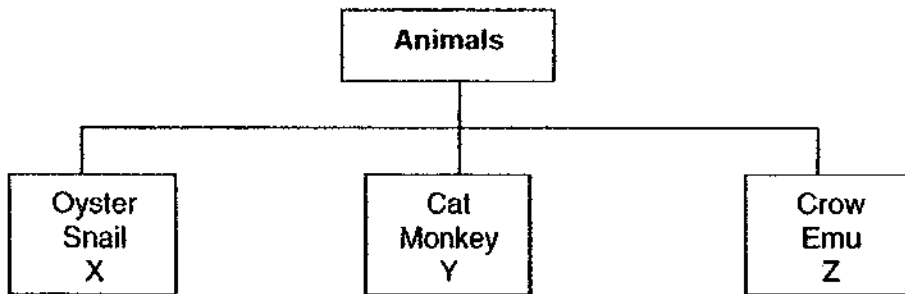 Animals
Oyster
Snail
X
Cat
Monkey
Y
Crow
Emu
Z